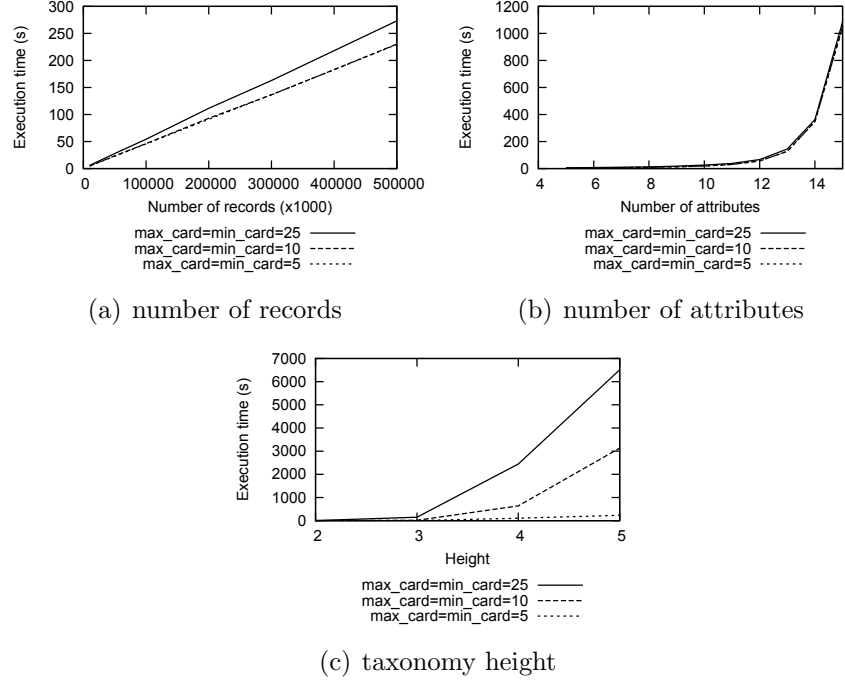 300
250
200
150
100
50
0
Execution time (s)
0 100000 200000 300000 400000 500000
Number of records (x1000)
max_card=min_card=25
max_card=min_card=10
max_card=min_card=5
(a) number of records
1200
1000
800
600
400
200
0
Execution time (s)
4 6 8 10 12 14
Number of attributes
max_card=min_card=25
max_card=min_card=10
max_card=min_card=5
(b) number of attributes
7000
6000
5000
4000
3000
2000
1000
0
Execution time (s)
2 3 4 5
Height
max_card=min_card=25
max_card=min_card=10
max_card=min_card=5
(c) taxonomy height